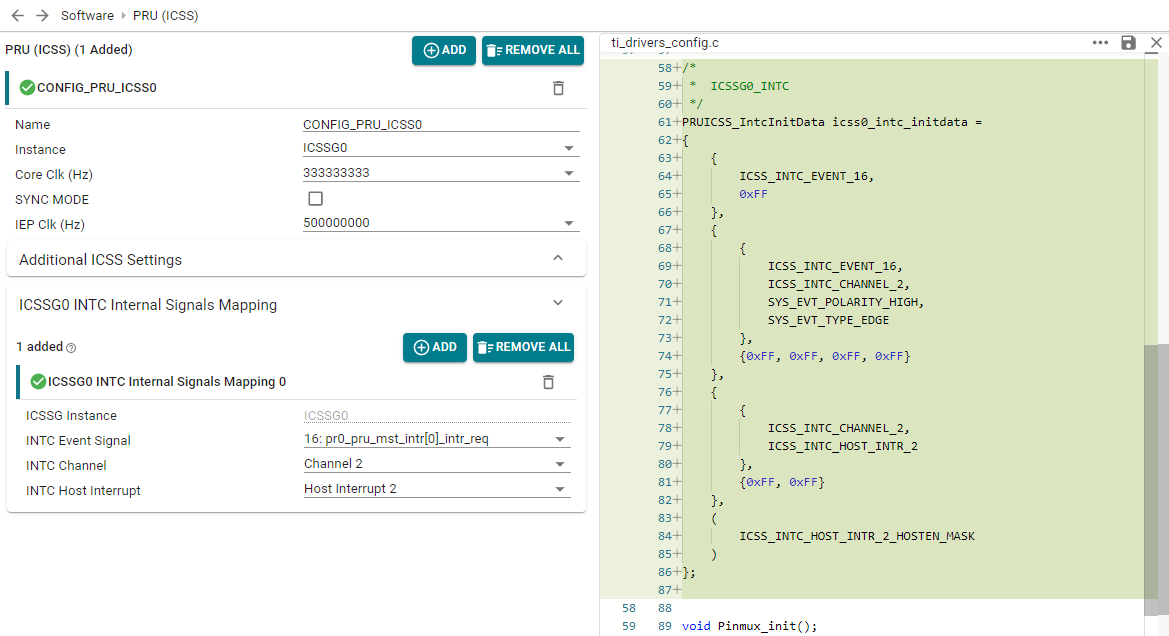 Software › PRU (ICSS)
PRU (ICSS) (1 Added)
ADD
REMOVE ALL
CONFIG_PRU_ICSS0
Name CONFIG_PRU_ICSS0
Instance ICSSG0
Core Clk (Hz) 333333333
SYNC MODE
IEP Clk (Hz) 500000000
Additional ICSS Settings
ICSSG0 INTC Internal Signals Mapping
1 added
ADD
REMOVE ALL
ICSSG0 INTC Internal Signals Mapping 0
ICSSG Instance ICSSG0
INTC Event Signal 16: pr0_pru_mst_intr[0]_intr_req
INTC Channel Channel 2
INTC Host Interrupt Host Interrupt 2
ti_drivers_config.c
58+/*
59+ *  ICSSG0_INTC
60+ */
61+PRUICSS_IntcInitData icss0_intc_initdata =
62+{
63+    {
64+        ICSS_INTC_EVENT_16,
65+        0xFF
66+    },
67+    {
68+        {
69+            ICSS_INTC_EVENT_16,
70+            ICSS_INTC_CHANNEL_2,
71+            SYS_EVT_POLARITY_HIGH,
72+            SYS_EVT_TYPE_EDGE
73+        },
74+        {0xFF, 0xFF, 0xFF, 0xFF}
75+    },
76+    {
77+        {
78+            ICSS_INTC_CHANNEL_2,
79+            ICSS_INTC_HOST_INTR_2
80+        },
81+        {0xFF, 0xFF}
82+    },
83+    (
84+        ICSS_INTC_HOST_INTR_2_HOSTEN_MASK
85+    )
86+};
87+
58 88
59 89 void Pinmux_init();